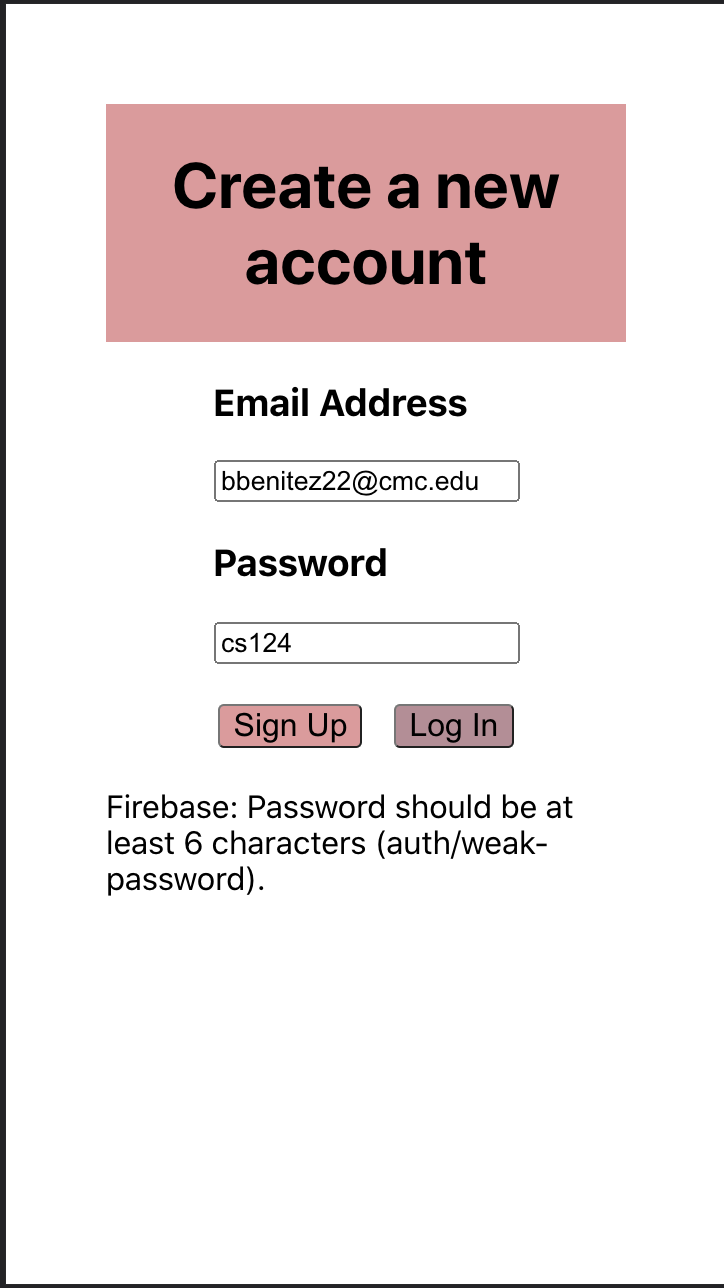 Create a new
account
Email Address
bbenitez22@cmc.edu
Password
cs124
Sign Up Log In
Firebase: Password should be at
least 6 characters (auth/weak-
password).